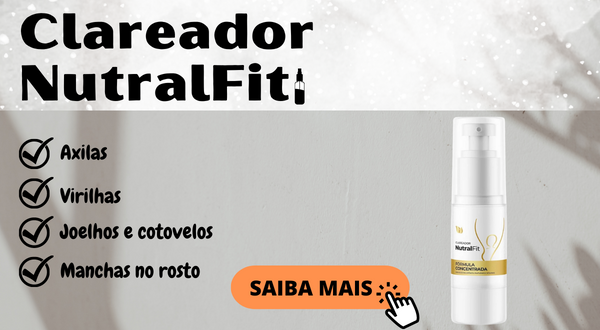 Clareador
NutralFit
Axilas
Virilhas
Joelhos e cotovelos
Manchas no rosto
SAIBA MAIS
CLAREADOR
NutralFit
FÓRMULA
CONCENTRADA